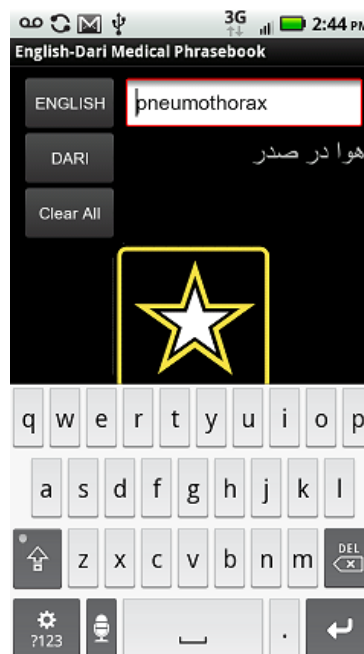 3G 2:44 PM
English-Dari Medical Phrasebook
ENGLISH pneumothorax
DARI هوا در صدر
Clear All
q w e r t y u i o p
a s d f g h j k l
z x c v b n m DEL
?123 .